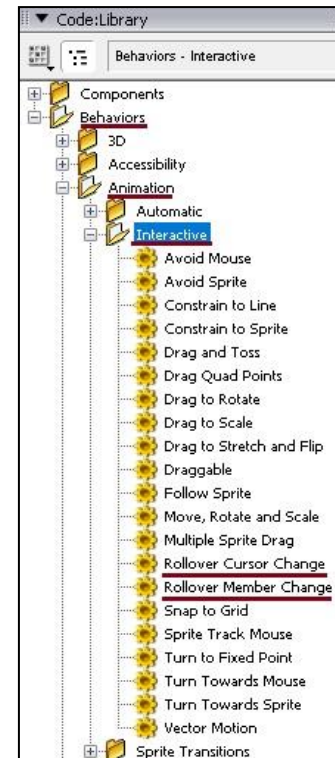 Code:Library
Behaviors - Interactive
Components
Behaviors
3D
Accessibility
Animation
Automatic
Interactive
Avoid Mouse
Avoid Sprite
Constrain to Line
Constrain to Sprite
Drag and Toss
Drag Quad Points
Drag to Rotate
Drag to Scale
Drag to Stretch and Flip
Draggable
Follow Sprite
Move, Rotate and Scale
Multiple Sprite Drag
Rollover Cursor Change
Rollover Member Change
Snap to Grid
Sprite Track Mouse
Turn to Fixed Point
Turn Towards Mouse
Turn Towards Sprite
Vector Motion
Sprite Transitions